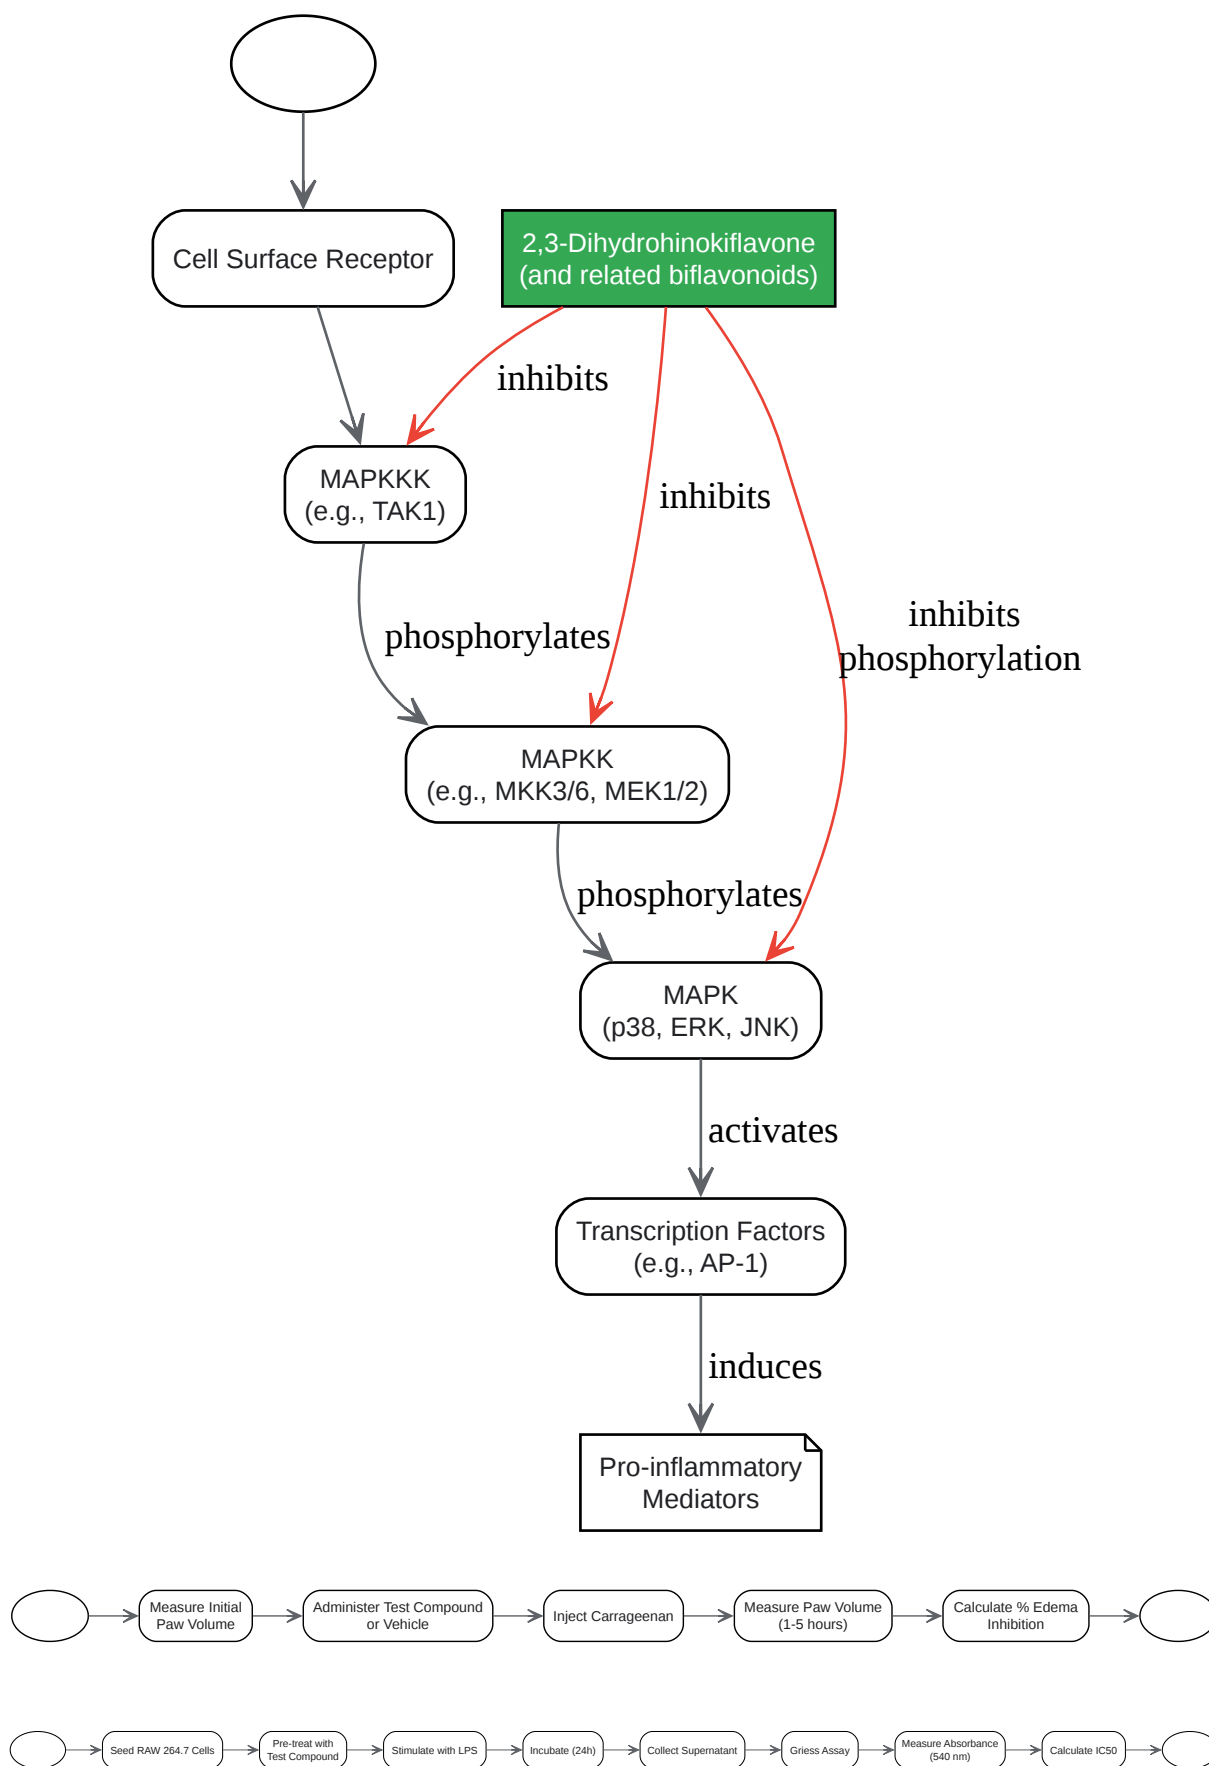 Cell Surface Receptor
2,3-Dihydrohinokiflavone
(and related biflavonoids)
inhibits
MAPKKK
(e.g., TAK1)
inhibits
inhibits
phosphorylation
phosphorylates
MAPKK
(e.g., MKK3/6, MEK1/2)
phosphorylates
MAPK
(p38, ERK, JNK)
activates
Transcription Factors
(e.g., AP-1)
induces
Pro-inflammatory
Mediators
Measure Initial
Paw Volume
Administer Test Compound
or Vehicle
Inject Carrageenan
Measure Paw Volume
(1-5 hours)
Calculate % Edema
Inhibition
Seed RAW 264.7 Cells
Pre-treat with
Test Compound
Stimulate with LPS
Incubate (24h)
Collect Supernatant
Griess Assay
Measure Absorbance
(540 nm)
Calculate IC50